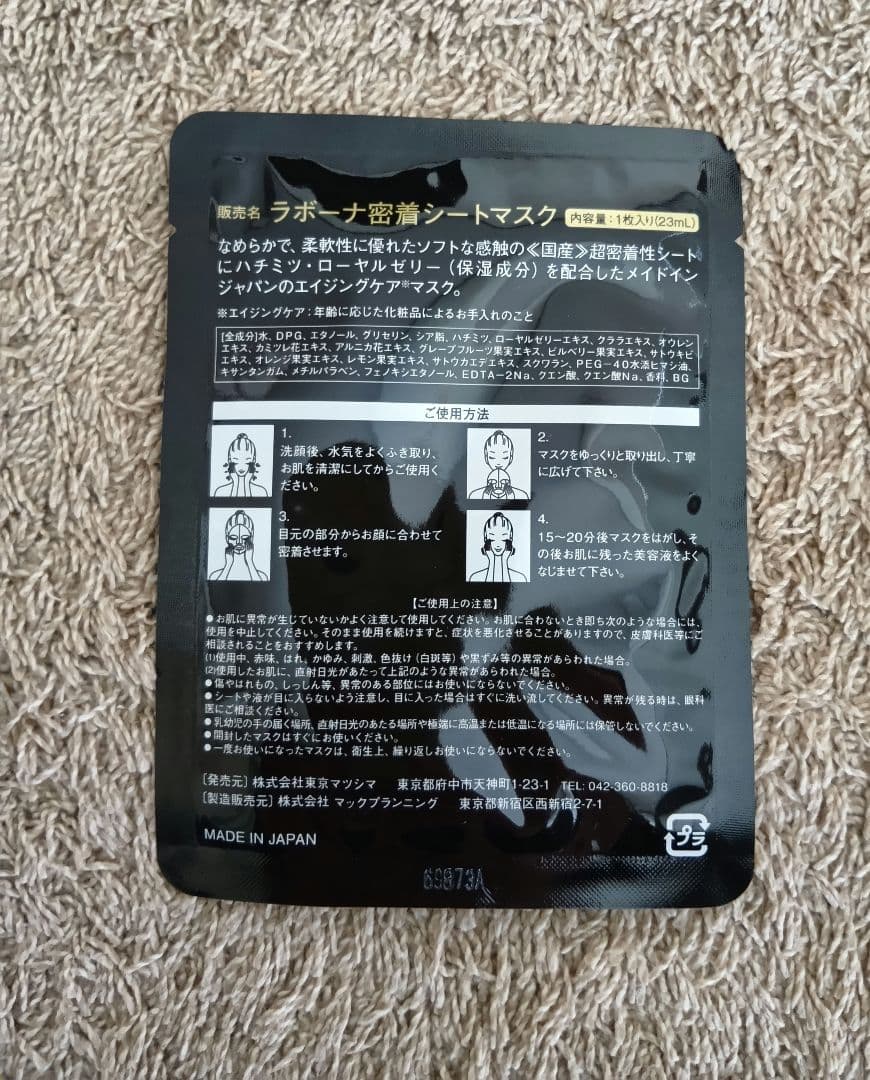 販売名 ラボーナ密着シートマスク 内容量:1枚入り(23mL)
なめらかで、柔軟性に優れたソフトな感触の≪国産≫超密着性シート
にハチミツ・ローヤルゼリー(保湿成分)を配合したメイドイン
ジャパンのエイジングケア※マスク。
※エイジングケア:年齢に応じた化粧品によるお手入れのこと
[全成分]水、DPG、エタノール、グリセリン、シア脂、ハチミツ、ローヤルゼリーエキス、クララエキス、オウレン
エキス、カミツレ花エキス、アルニカ花エキス、グレープフルーツ果実エキス、ビルベリー果実エキス、サトウキビ
エキス、オレンジ果実エキス、レモン果実エキス、サトウカエデエキス、スクワラン、PEG-40水添ヒマシ油、
キサンタンガム、メチルパラベン、フェノキシエタノール、EDTA-2Na、クエン酸、クエン酸Na、香料、BG
ご使用方法
1.
洗顔後、水気をよくふき取り、
お肌を清潔にしてからご使用く
ださい。
2.
マスクをゆっくりと取り出し、丁寧
に広げて下さい。
3.
目元の部分からお顔に合わせて
密着させます。
4.
15〜20分後マスクをはがし、そ
の後お肌に残った美容液をよく
なじませて下さい。
【ご使用上の注意】
●お肌に異常が生じていないかよく注意して使用してください。お肌に合わないとき即ち次のような場合には、
使用を中止してください。そのまま使用を続けますと、症状を悪化させることがありますので、皮膚科医等にご
相談されることをおすすめします。
(1)使用中、赤味、はれ、かゆみ、刺激、色抜け(白斑等)や黒ずみ等の異常があらわれた場合。
(2)使用したお肌に、直射日光があたって上記のような異常があらわれた場合。
●傷やはれもの、しっしん等、異常のある部位にはお使いにならないでください。
●シートや液が目に入らないよう注意し、目に入った場合はすぐに洗い流してください。異常が残る時は、眼科
医にご相談ください。
●乳幼児の手の届く場所、直射日光のあたる場所や極端に高温または低温になる場所には保管しないでください。
●開封したマスクはすぐにお使いください。
●一度お使いになったマスクは、衛生上、繰り返しお使いにならないでください。
〔発売元〕株式会社東京マツシマ 東京都府中市天神町1-23-1 TEL: 042-360-8818
〔製造販売元〕株式会社 マックプランニング 東京都新宿区西新宿2-7-1
MADE IN JAPAN
プラ
69873A